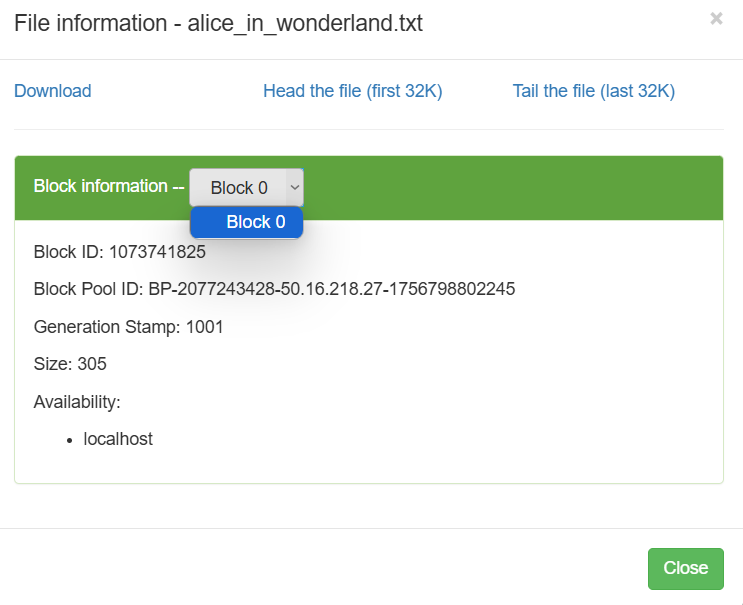 File information - alice_in_wonderland.txt
×
Download Head the file (first 32K) Tail the file (last 32K)
Block information -- Block 0
Block 0
Block ID: 1073741825
Block Pool ID: BP-2077243428-50.16.218.27-1756798802245
Generation Stamp: 1001
Size: 305
Availability:
• localhost
Close